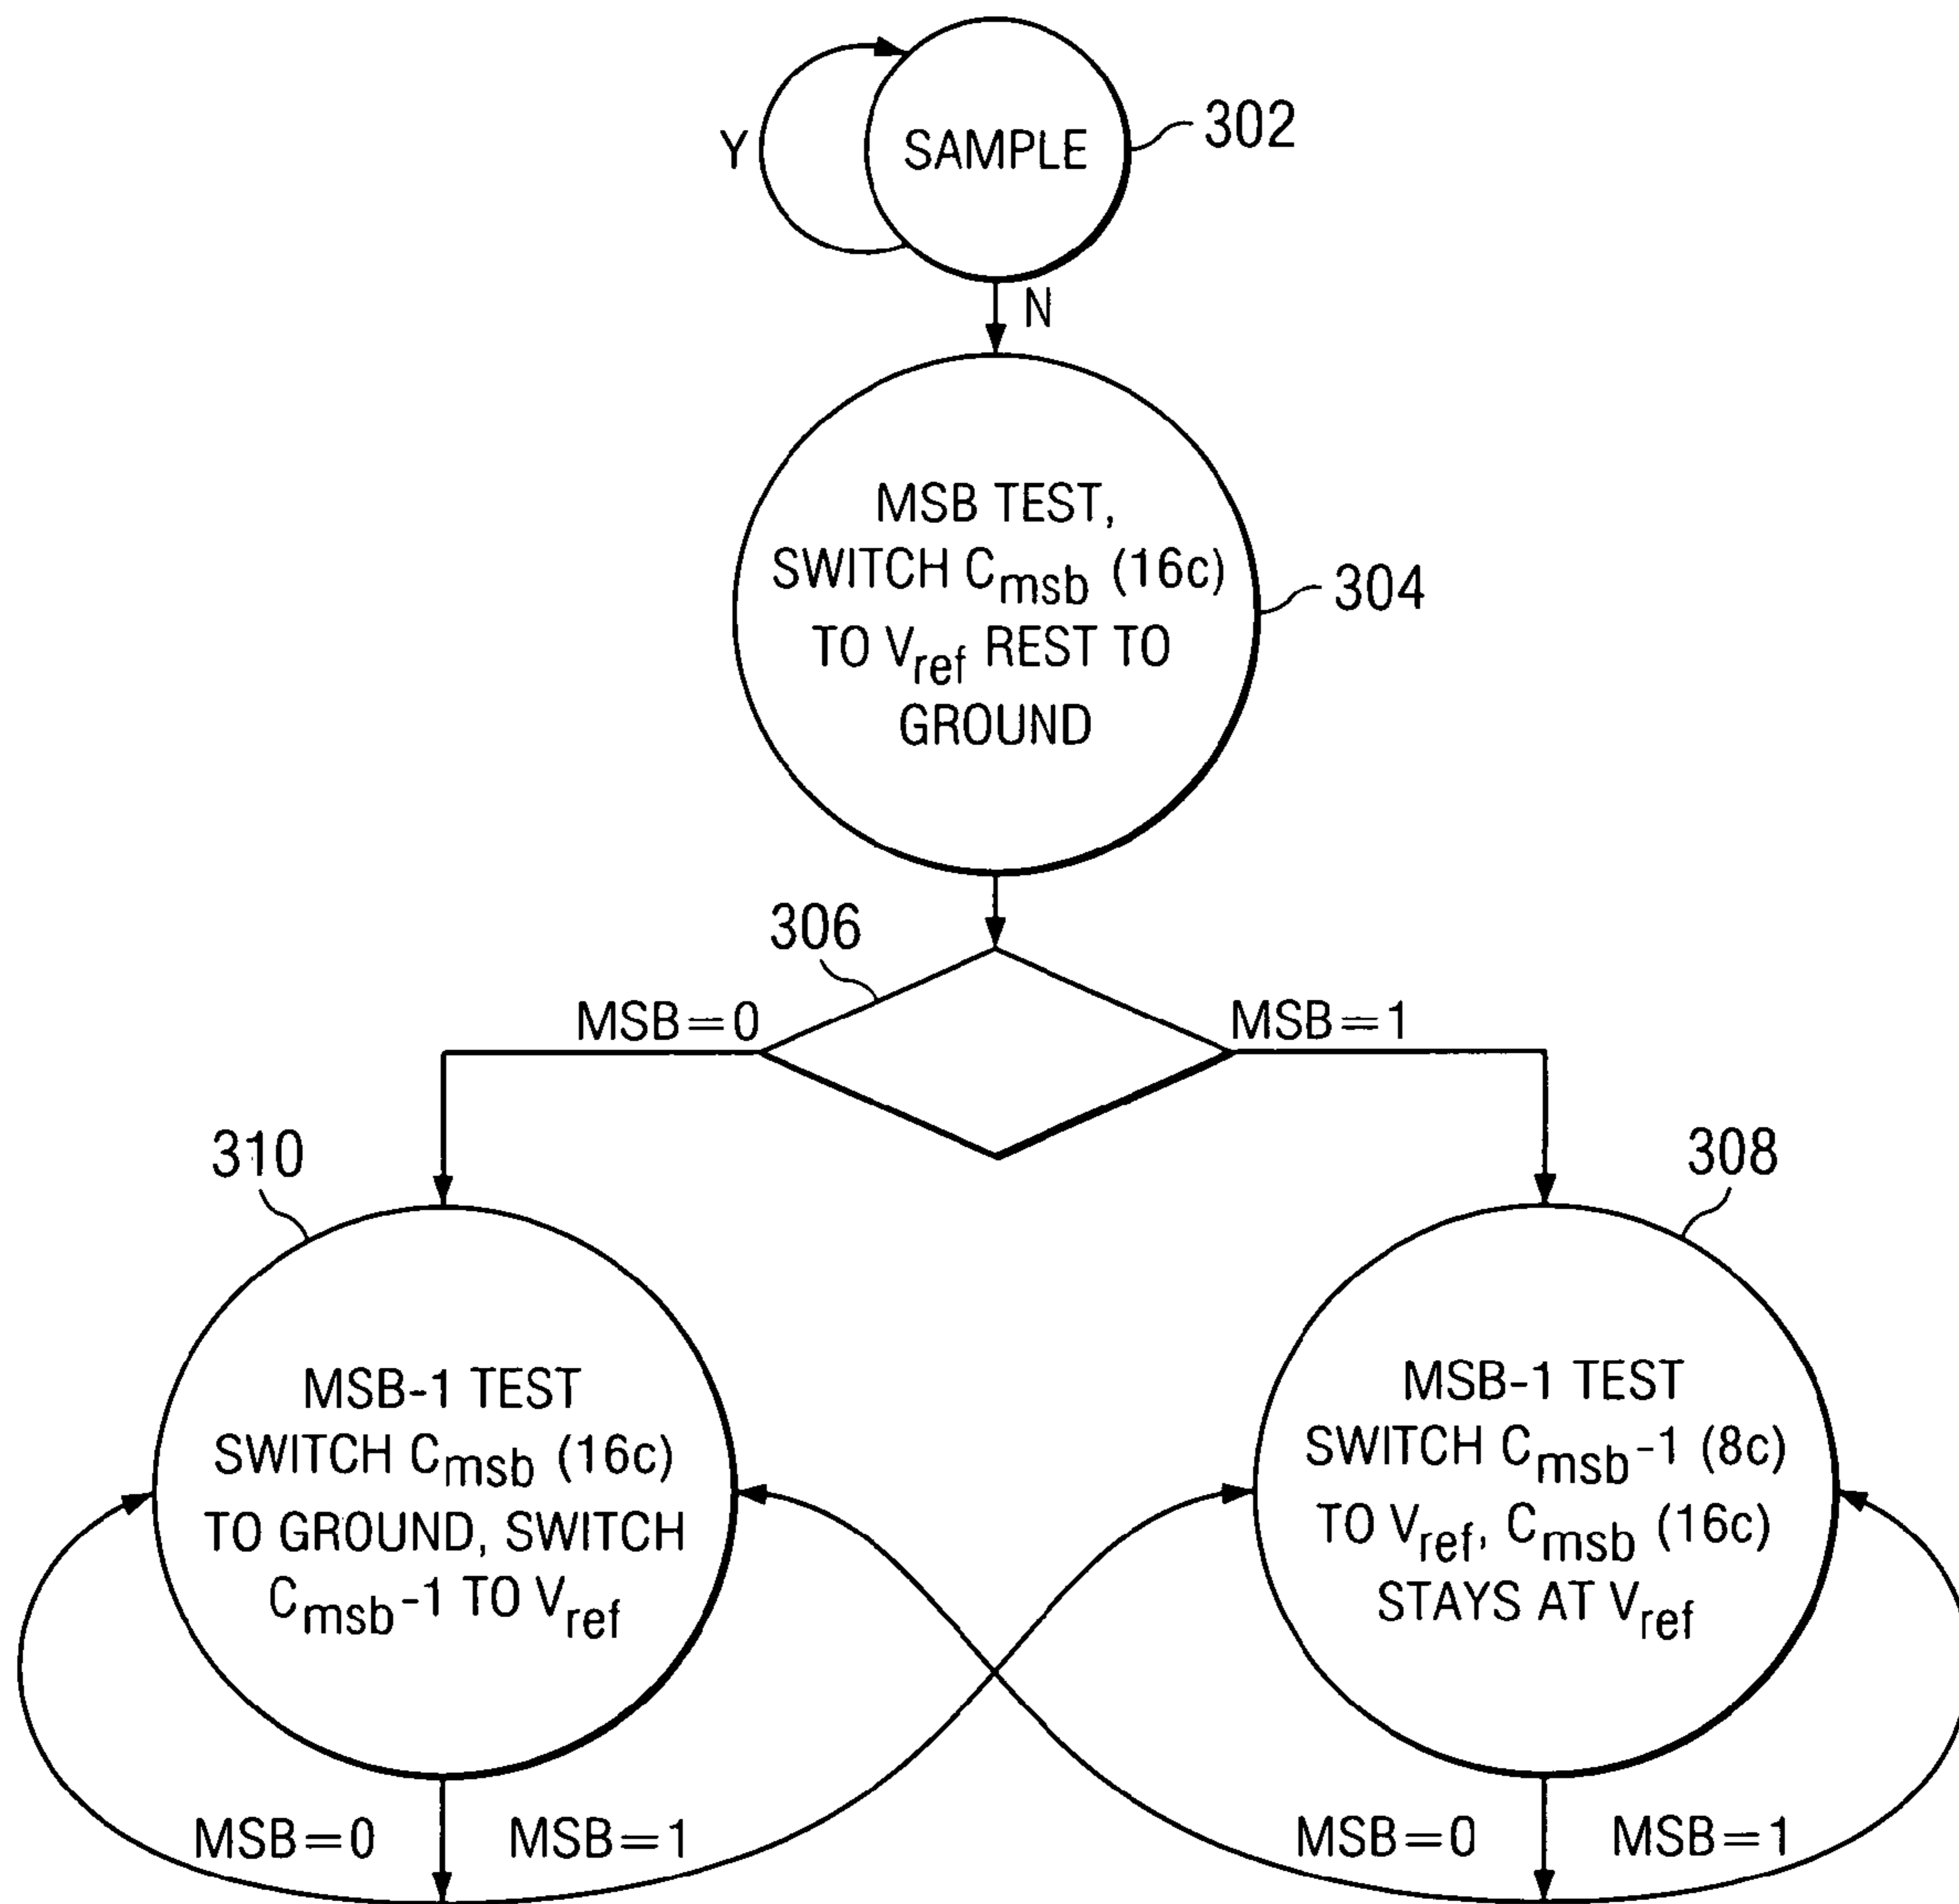 Y
SAMPLE
302
N
MSB TEST,
SWITCH Cmsb (16c)
TO Vref REST TO
GROUND
304
306
MSB=0
MSB=1
310
308
MSB-1 TEST
SWITCH Cmsb (16c)
TO GROUND, SWITCH
Cmsb-1 TO Vref
MSB-1 TEST
SWITCH Cmsb-1 (8c)
TO Vref, Cmsb (16c)
STAYS AT Vref
MSB=0
MSB=1
MSB=0
MSB=1